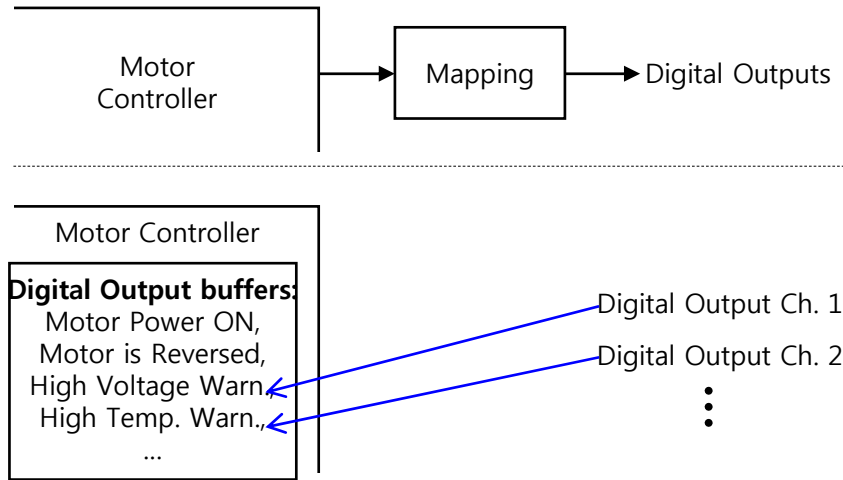 Motor
Controller
Mapping
Digital Outputs
Motor Controller
Digital Output buffers:
Motor Power ON,
Motor is Reversed,
High Voltage Warn.,
High Temp. Warn.,
...
Digital Output Ch. 1
Digital Output Ch. 2